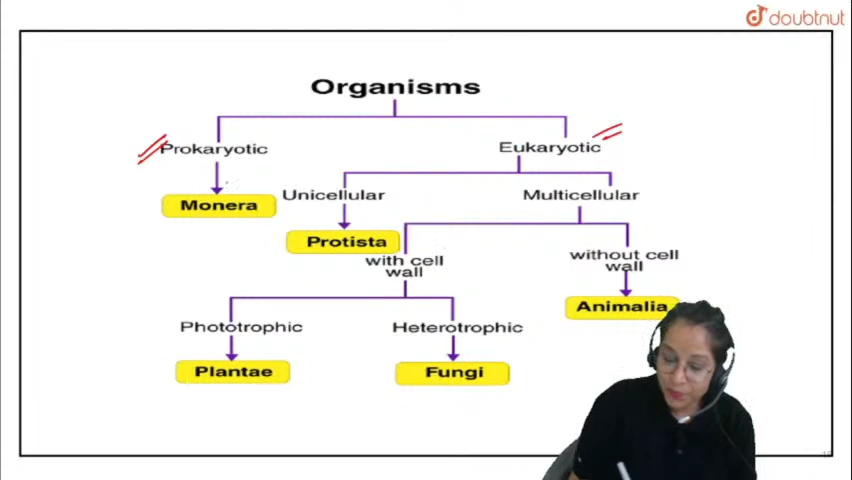 doubtnut
Organisms
Prokaryotic
Eukaryotic
Monera
Unicellular
Multicellular
Protista
with cell
wall
without cell
wall
Animalia
Phototrophic
Heterotrophic
Plantae
Fungi